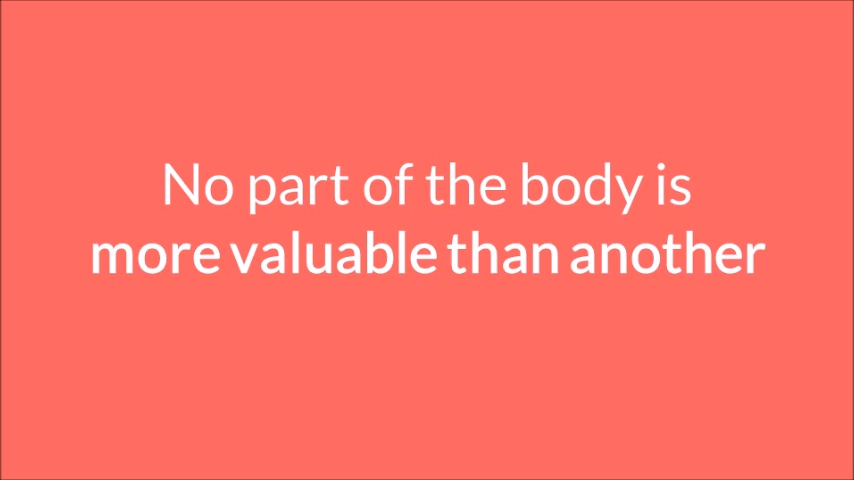 No part of the body is
more valuable than another